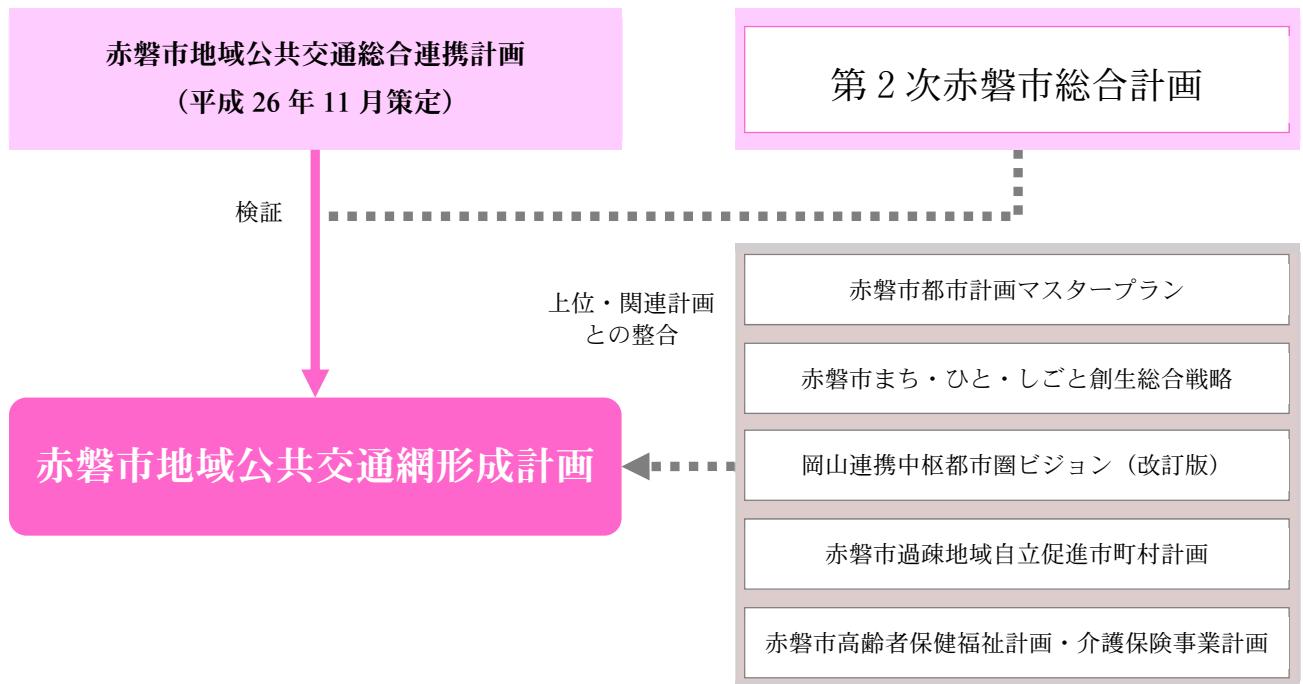 赤磐市地域公共交通総合連携計画
（平成 26 年 11 月策定）
第２次赤磐市総合計画
検証
上位・関連計画
との整合
赤磐市都市計画マスタープラン
赤磐市まち・ひと・しごと創生総合戦略
赤磐市地域公共交通網形成計画
岡山連携中枢都市圏ビジョン（改訂版）
赤磐市過疎地域自立促進市町村計画
赤磐市高齢者保健福祉計画・介護保険事業計画